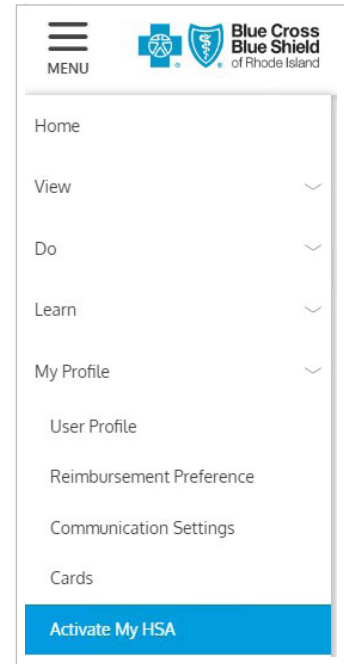 MENU
Blue Cross
Blue Shield
of Rhode Island
Home
View
Do
Learn
My Profile
User Profile
Reimbursement Preference
Communication Settings
Cards
Activate My HSA